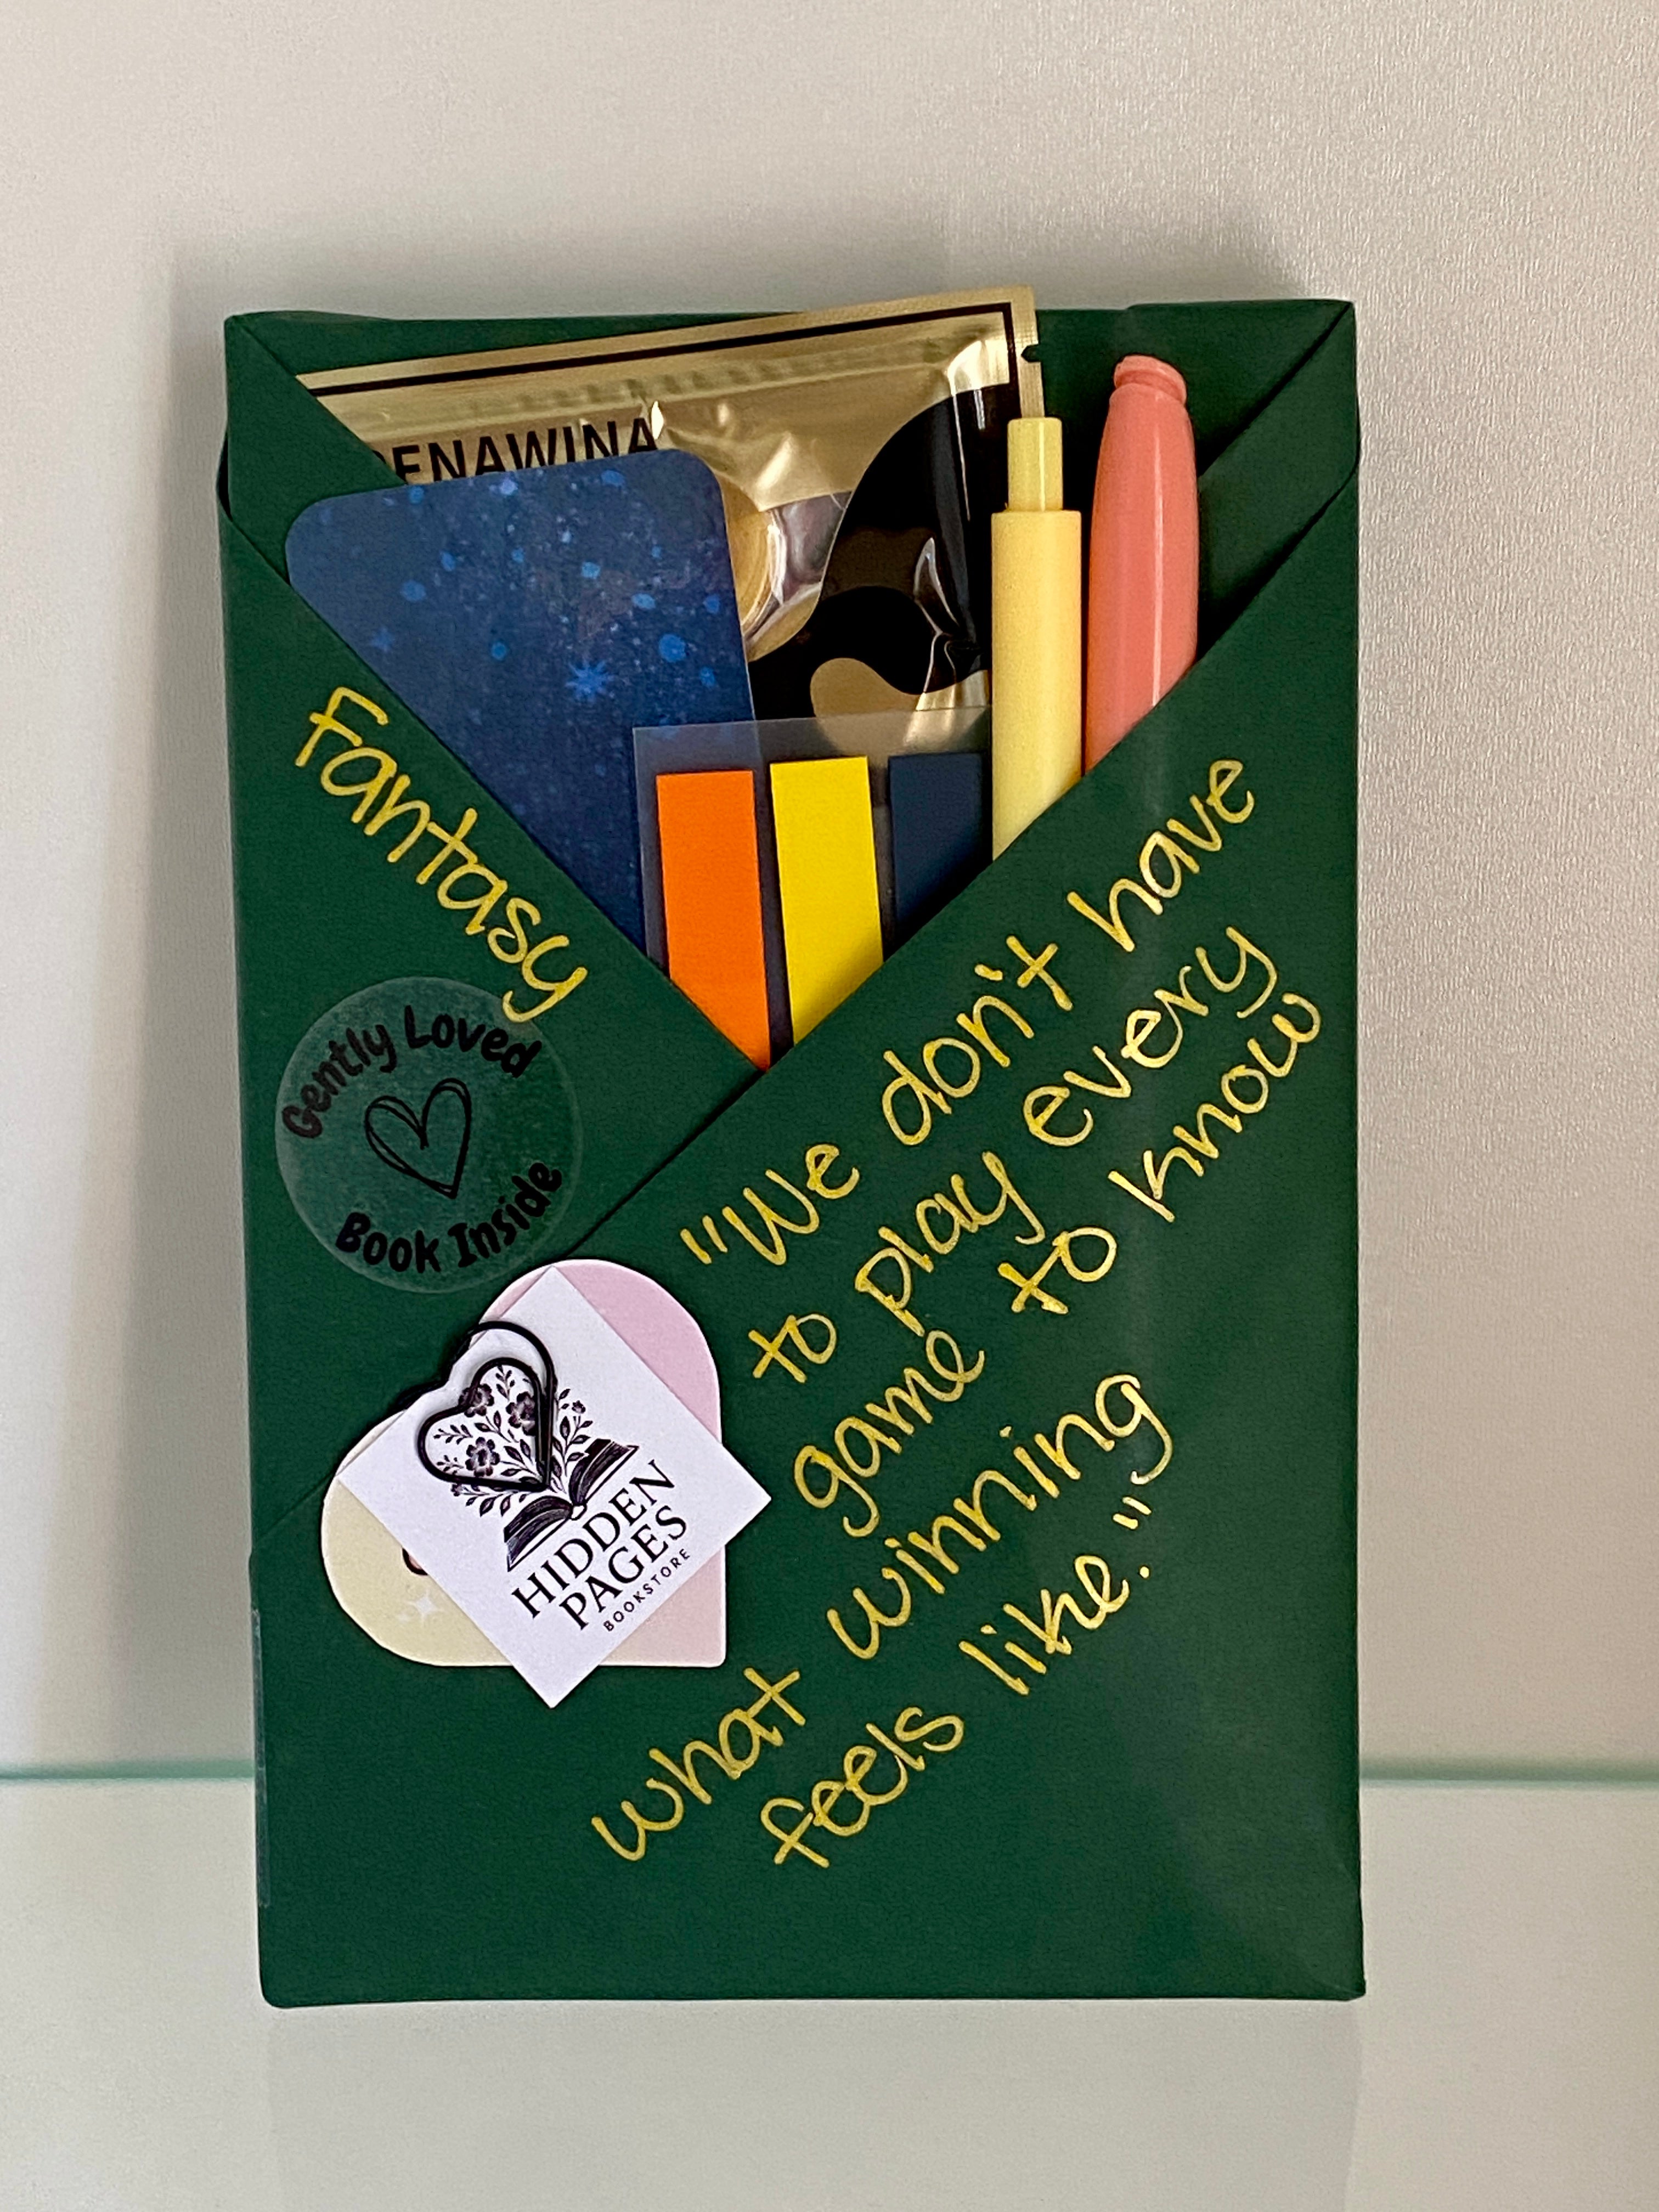 ENAWINA
Fantasy
Gently Loved
Book Inside
"We don't have
to play every
game to know
what winning
feels like."
HIDDEN
PAGES
BOOKSTORE